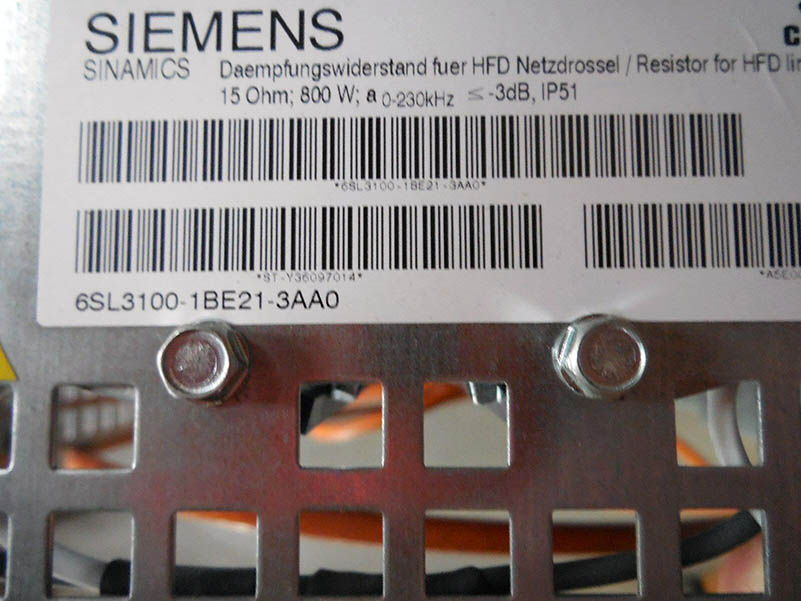 SIEMENS
SINAMICS Daempfungswiderstand fuer HFD Netzdrossel / Resistor for HFD
15 Ohm; 800 W; a 0-230kHz ≤ -3dB, IP51
*6SL3100-1BE21-3AA0*
*ST-Y36097014*
6SL3100-1BE21-3AA0